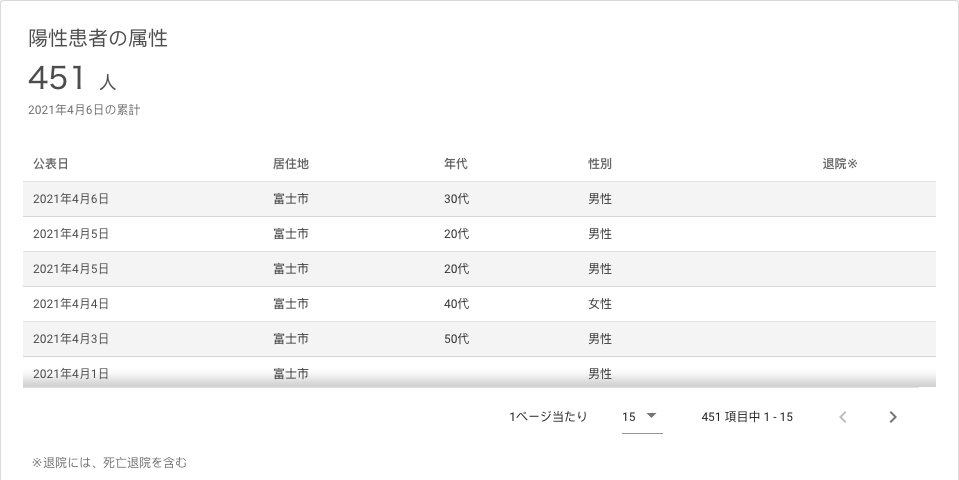 陽性患者の属性
451 人
2021年4月6日の累計
公表日 居住地 年代 性別 退院※
2021年4月6日 富士市 30代 男性
2021年4月5日 富士市 20代 男性
2021年4月5日 富士市 20代 男性
2021年4月4日 富士市 40代 女性
2021年4月3日 富士市 50代 男性
2021年4月1日 富士市 男性
1ページ当たり 15 451 項目中 1 - 15
※退院には、死亡退院を含む